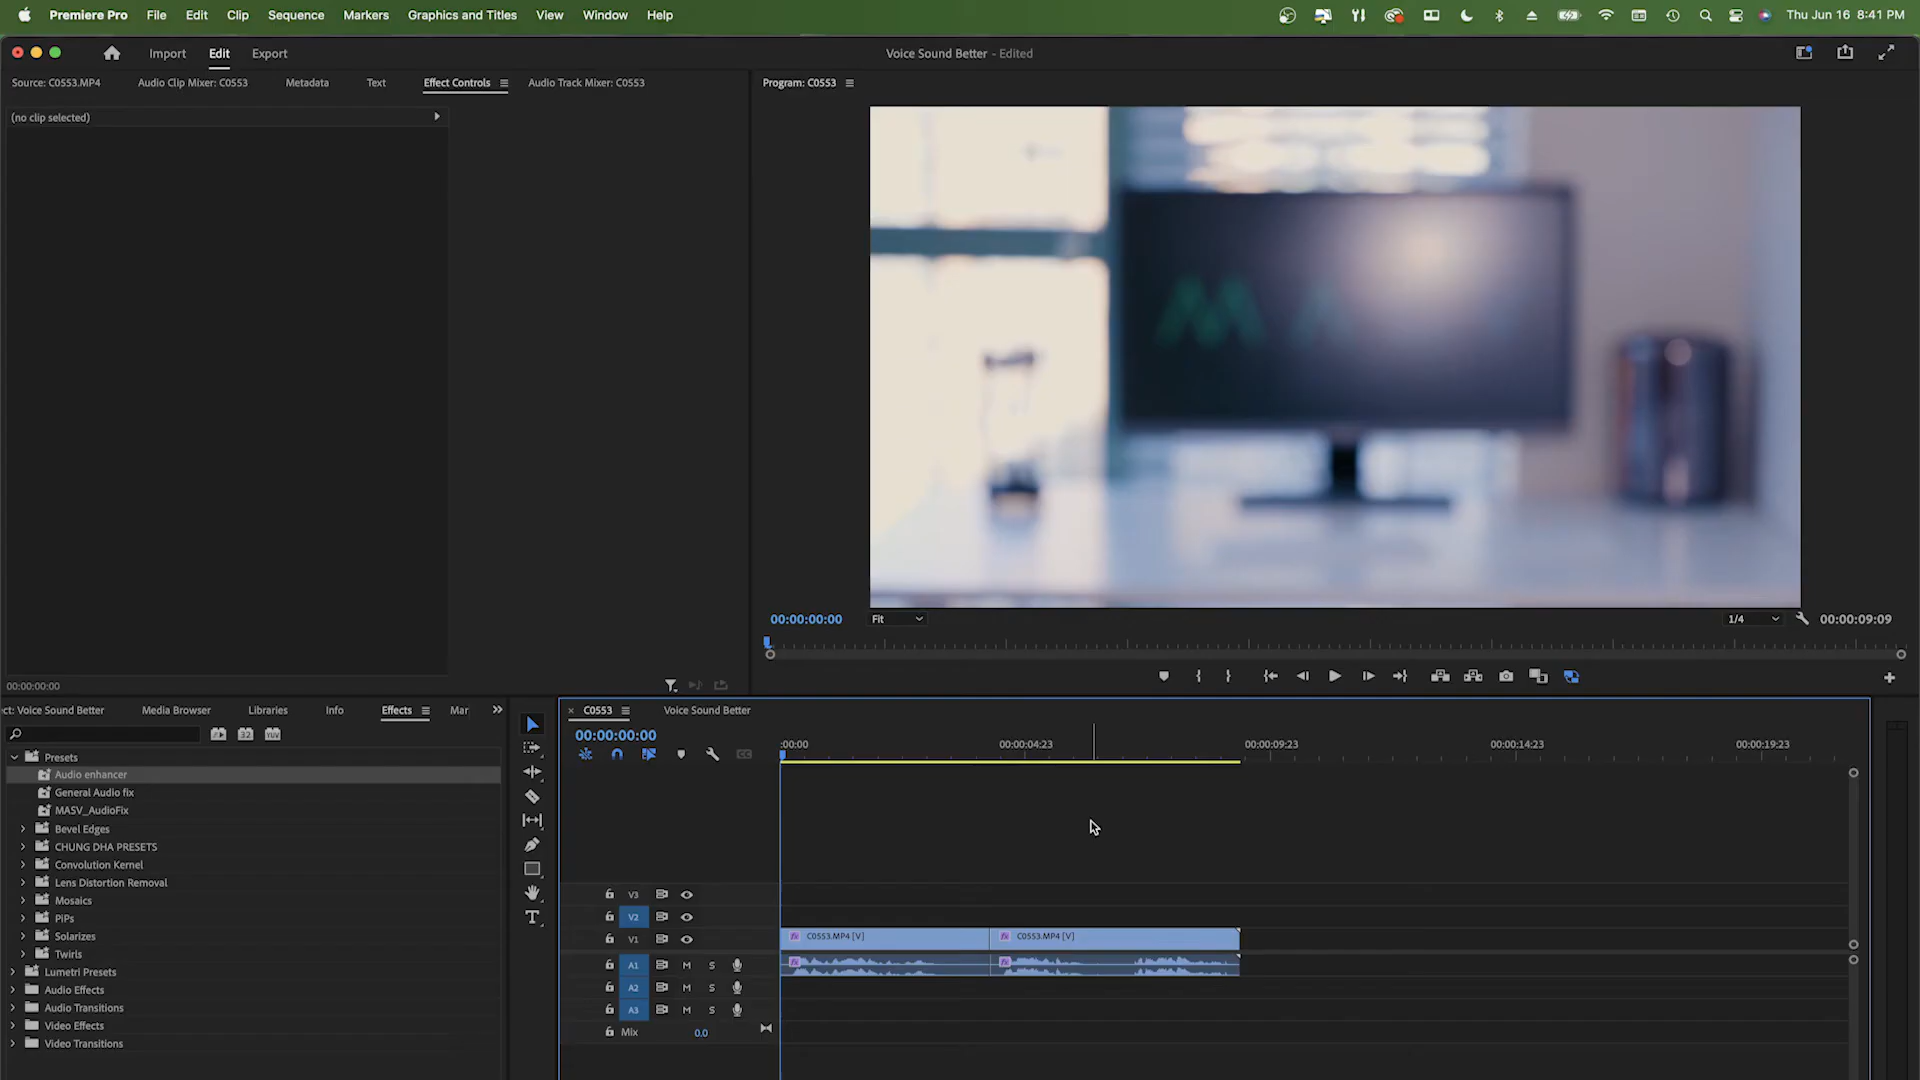 Premiere Pro File Edit Clip Sequence Markers Graphics and Titles View Window Help Thu Jun 16 8:41 PM
Import Edit Export Voice Sound Better - Edited
Source: C0553.MP4 Audio Clip Mixer: C0553 Metadata Text Effect Controls Audio Track Mixer: C0553 Program: C0553
(no clip selected)
00:00:00:00 Fit 1/4 00:00:09:09
00:00:00:00
ct: Voice Sound Better Media Browser Libraries Info Effects Mar
C0553 Voice Sound Better
00:00:00:00
32 YUV
:00:00 00:00:04:23 00:00:09:23 00:00:14:23 00:00:19:23
CC
Presets
Audio enhancer
General Audio fix
MASV_AudioFix
Bevel Edges
CHUNG DHA PRESETS
Convolution Kernel
Lens Distortion Removal
Mosaics
PiPs
Solarizes
Twirls
Lumetri Presets
Audio Effects
Audio Transitions
Video Effects
Video Transitions
V3
V2
V1 fx C0553.MP4 [V] fx C0553.MP4 [V]
A1 M S fx fx
A2 M S
A3 M S
Mix 0.0